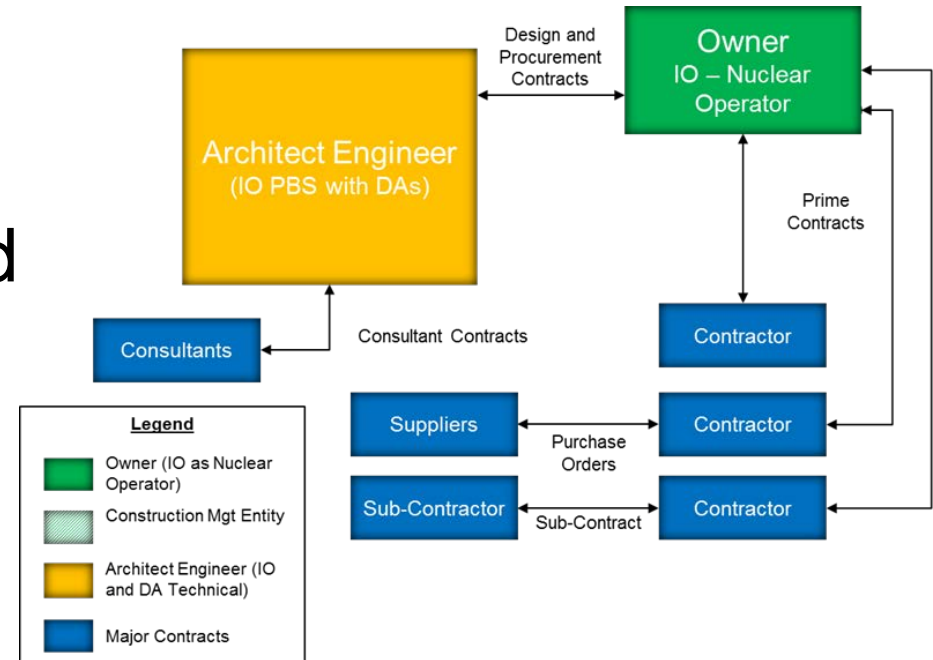 Design and
Procurement
Contracts
Owner
IO – Nuclear
Operator
Architect Engineer
(IO PBS with DAs)
Prime
Contracts
d
Consultants
Consultant Contracts
Contractor
Suppliers
Purchase
Orders
Contractor
Sub-Contractor
Sub-Contract
Contractor
Legend
Owner (IO as Nuclear
Operator)
Construction Mgt Entity
Architect Engineer (IO
and DA Technical)
Major Contracts